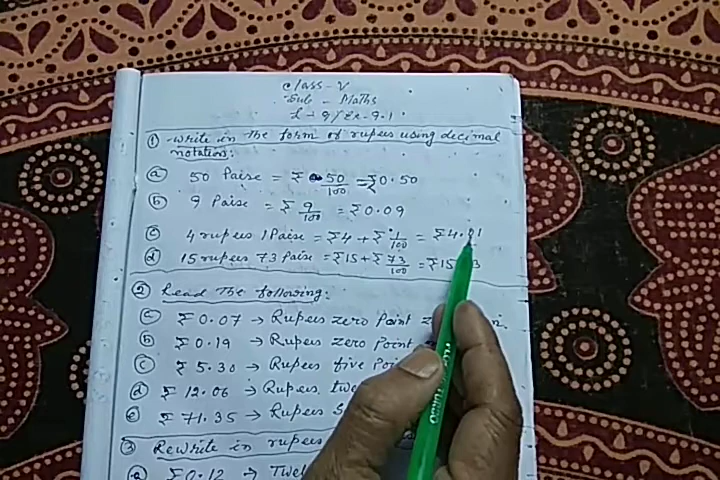 Class - V
Sub - Maths
L - 9 / Ex - 9.1
① Write in the form of rupees using decimal
notation:
ⓐ 50 Paise = ₹ 50/100 = ₹0.50
ⓑ 9 Paise = ₹ 9/100 = ₹0.09
ⓒ 4 rupees 1 Paise = ₹4 + ₹ 1/100 = ₹4.01
ⓓ 15 rupees 73 Paise = ₹15 + ₹ 73/100 = ₹15 3
② Read The following:
ⓐ ₹0.07 → Rupees zero Point
ⓑ ₹0.19 → Rupees zero Point
ⓒ ₹5.30 → Rupees five
ⓓ ₹12.06 → Rupees
ⓔ ₹71.35 → Rupees
③ Rewrite in rupees
ⓐ ₹0.12 →